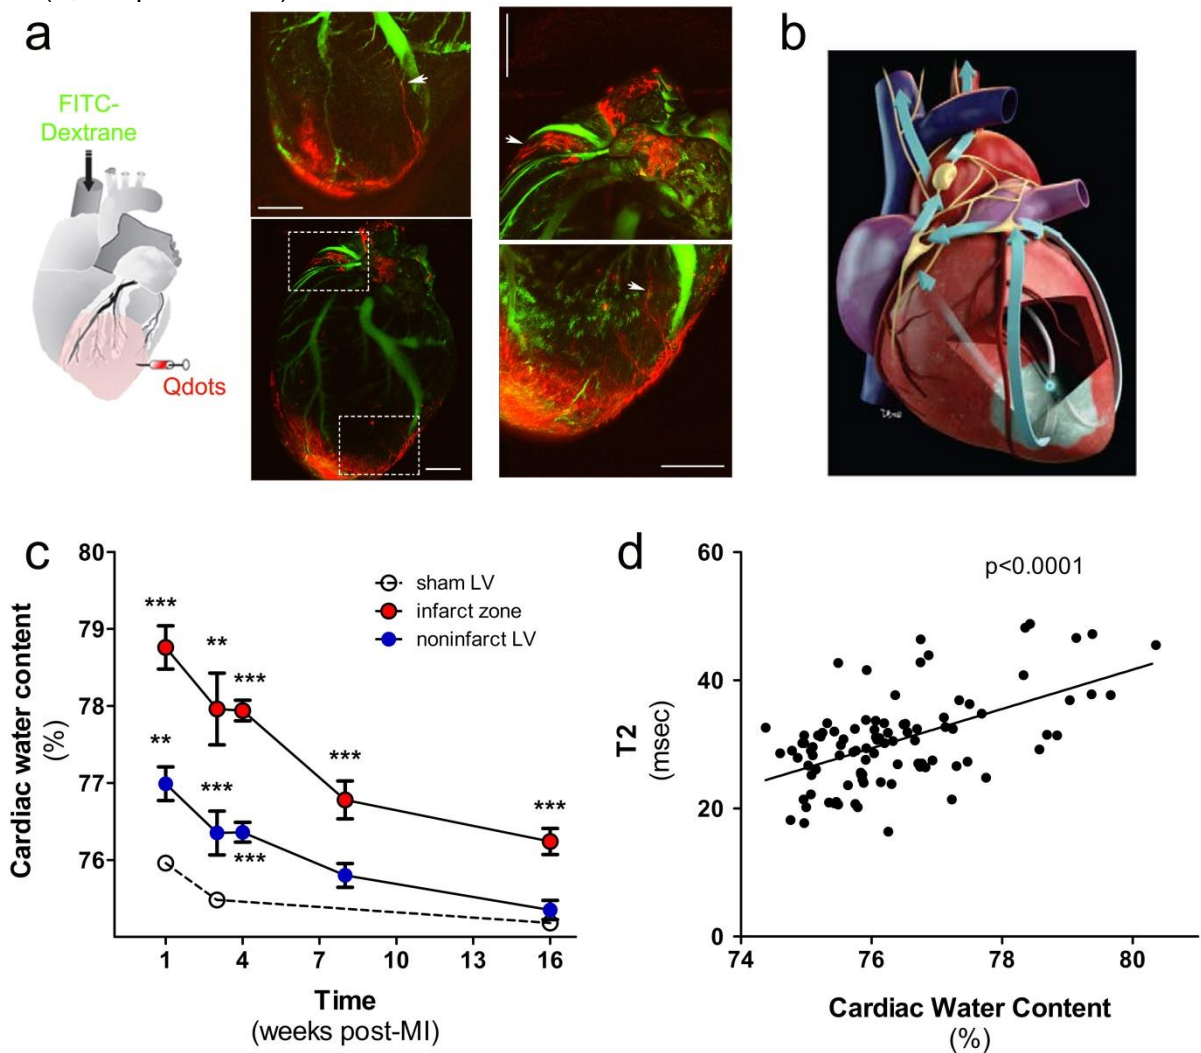 a
FITC-
Dextrane
Qdots
b
c
80
79
78
77
76
Cardiac water content
(%)
sham LV
infarct zone
noninfarct LV
***
**
***
***
***
**
***
***
1
4
7
10
13
16
Time
(weeks post-MI)
d
60
40
20
0
T2
(msec)
p<0.0001
74
76
78
80
Cardiac Water Content
(%)